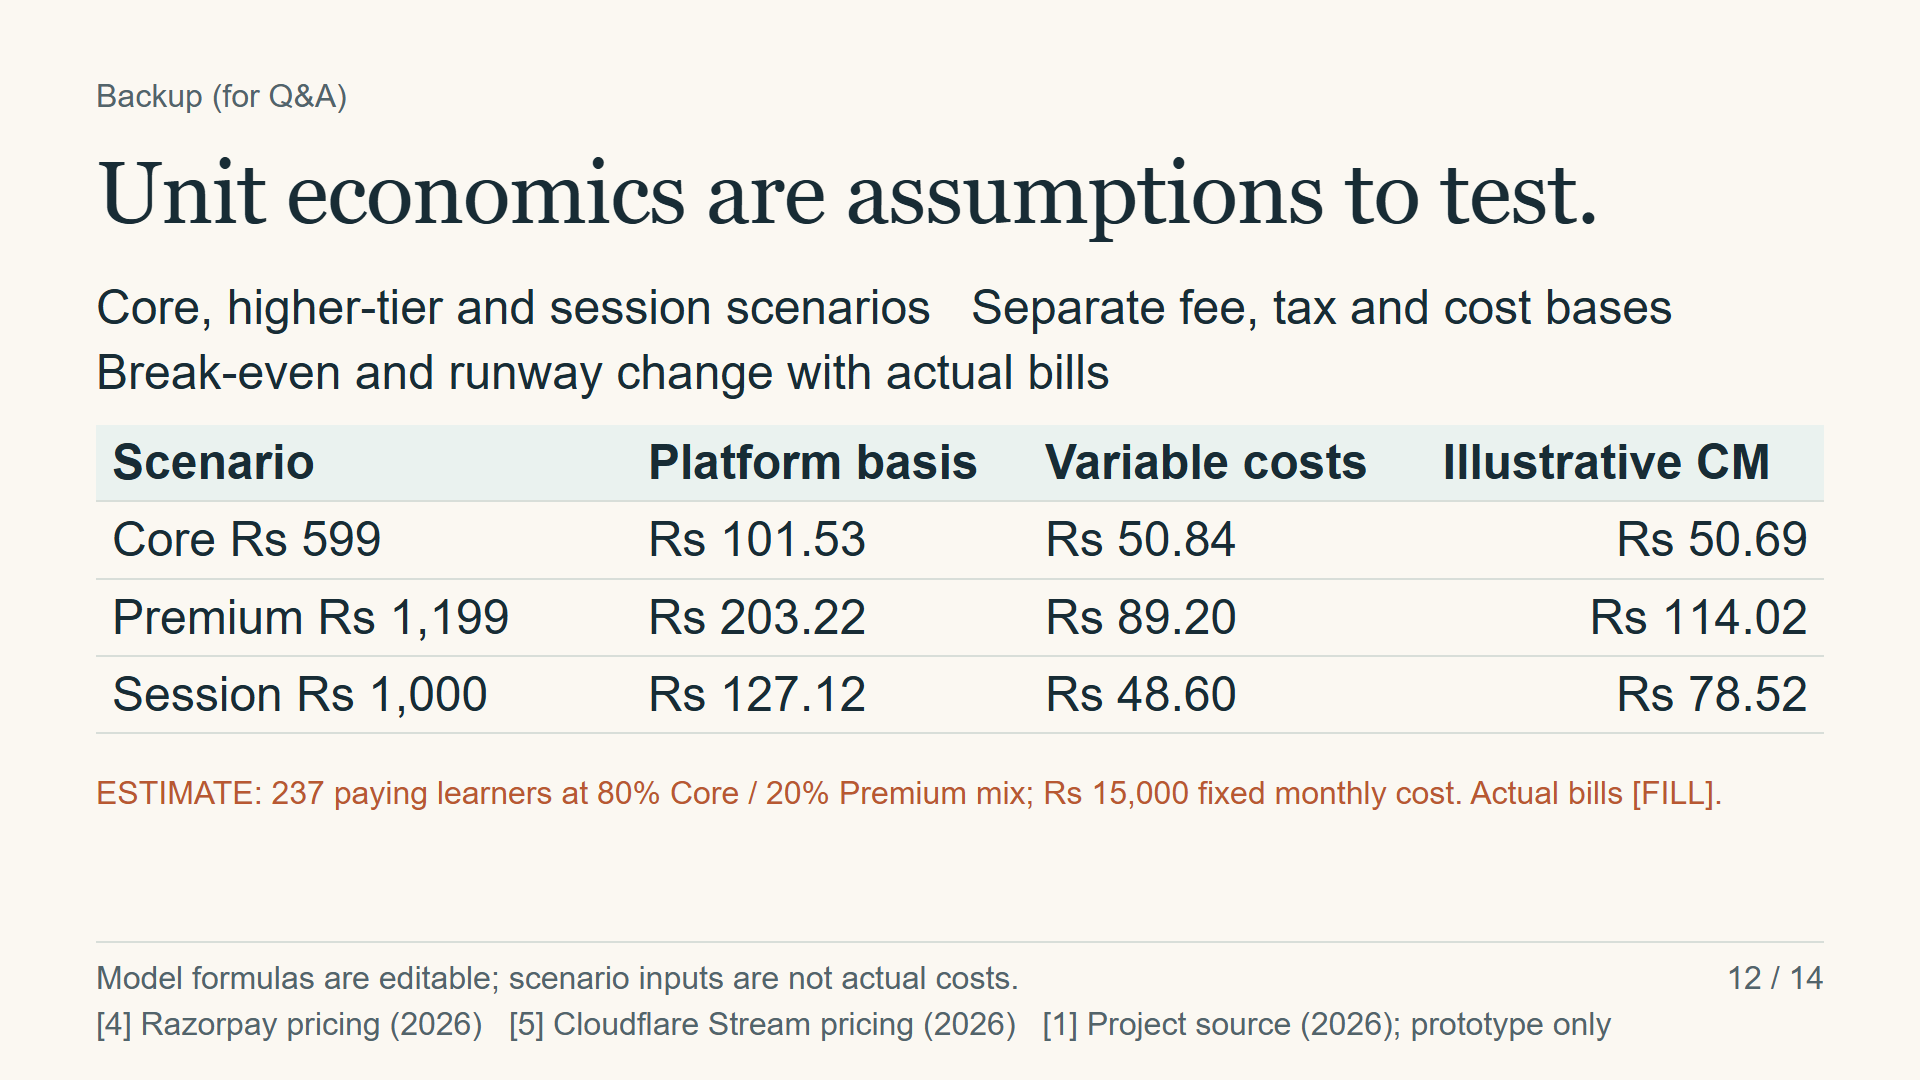 Backup (for Q&A)
Unit economics are assumptions to test.
Core, higher-tier and session scenarios   Separate fee, tax and cost bases
Break-even and runway change with actual bills
Scenario   Platform basis   Variable costs   Illustrative CM
Core Rs 599   Rs 101.53   Rs 50.84   Rs 50.69
Premium Rs 1,199   Rs 203.22   Rs 89.20   Rs 114.02
Session Rs 1,000   Rs 127.12   Rs 48.60   Rs 78.52
ESTIMATE: 237 paying learners at 80% Core / 20% Premium mix; Rs 15,000 fixed monthly cost. Actual bills [FILL].
Model formulas are editable; scenario inputs are not actual costs.   12 / 14
[4] Razorpay pricing (2026)   [5] Cloudflare Stream pricing (2026)   [1] Project source (2026); prototype only